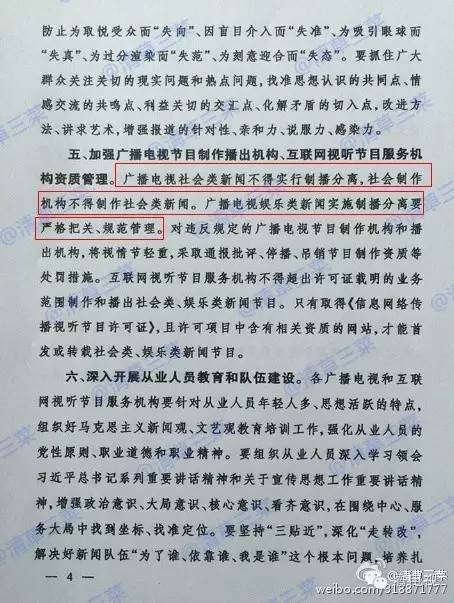 防止为取悦受众而“失向”、因盲目介入而“失准”、为吸引眼球而
“失真”、为过分渲染而“失范”、为刻意迎合而“失态”。要抓住广大
群众关注关切的现实问题和热点问题，找准思想认识的共同点、情
感交流的共鸣点、利益关切的交汇点、化解矛盾的切入点，改进方
法、讲求艺术，增强报道的针对性、亲和力、说服力、感染力。
五、加强广播电视节目制作播出机构、互联网视听节目服务机
构资质管理。广播电视社会类新闻不得实行制播分离，社会制作
机构不得制作社会类新闻。广播电视娱乐类新闻实施制播分离要
严格把关、规范管理。对违反规定的广播电视节目制作机构和播
出机构，将视情节轻重，采取通报批评、停播、吊销节目制作资质等
处罚措施。互联网视听节目服务机构不得超出许可证载明的业务
范围制作和播出社会类、娱乐类新闻节目。只有取得《信息网络传
播视听节目许可证》，且许可项目中含有相关资质的网站，才能首
发或转载社会类、娱乐类新闻节目。
六、深入开展从业人员教育和队伍建设。各广播电视和互联
网视听节目服务机构要针对从业人员年轻人多、思想活跃的特点，
组织好马克思主义新闻观、文艺观教育培训工作，强化从业人员的
党性原则、职业道德和职业精神。要组织从业人员深入学习领会
习近平总书记系列重要讲话精神和关于宣传思想工作重要讲话精
神，增强政治意识、大局意识、核心意识、看齐意识，在围绕中心、服
务大局中找到坐标、找准定位。要坚持“三贴近”，深化“走转改”，
解决好新闻队伍“为了谁、依靠谁、我是谁”这个根本问题，培养扎
— 4 —
@清曹三菜
weibo.com/318871777